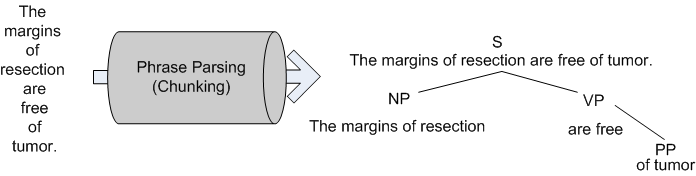 The
margins
of
resection
are
free
of
tumor.
Phrase Parsing
(Chunking)
S
The margins of resection are free of tumor.
NP
The margins of resection
VP
are free
PP
of tumor